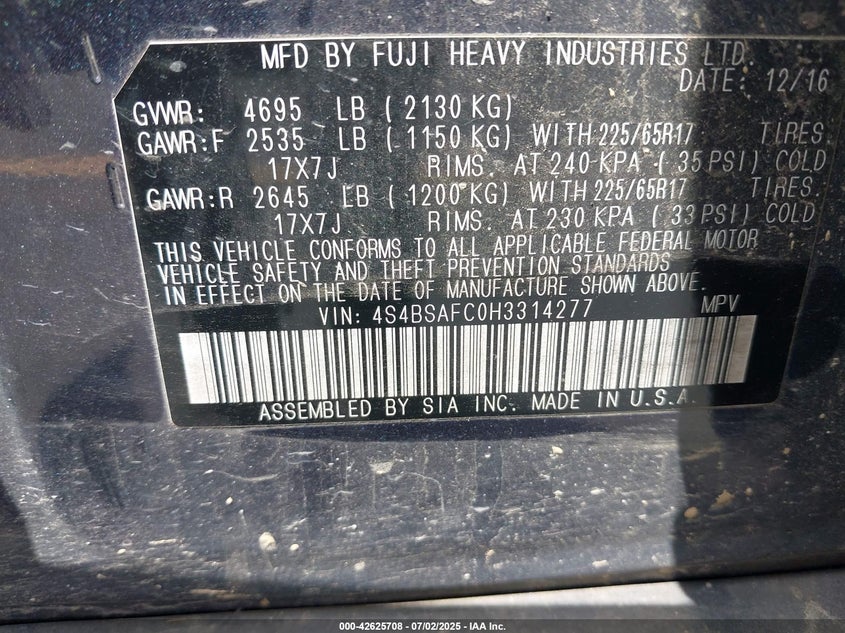 MFD BY FUJI HEAVY INDUSTRIES LTD.
DATE: 12/16
GVWR: 4695 LB ( 2130 KG)
GAWR:F 2535 LB ( 1150 KG) WITH 225/65R17 TIRES.
17X7J RIMS. AT 240 KPA ( 35 PSI) COLD
GAWR:R 2645 LB ( 1200 KG) WITH 225/65R17 TIRES.
17X7J RIMS. AT 230 KPA ( 33 PSI) COLD
THIS VEHICLE CONFORMS TO ALL APPLICABLE FEDERAL MOTOR
VEHICLE SAFETY AND THEFT PREVENTION STANDARDS
IN EFFECT ON THE DATE OF MANUFACTURE SHOWN ABOVE.
VIN: 4S4BSAFC0H3314277 MPV
ASSEMBLED BY SIA INC. MADE IN U.S.A.
000-42625708 - 07/02/2025 - IAA Inc.